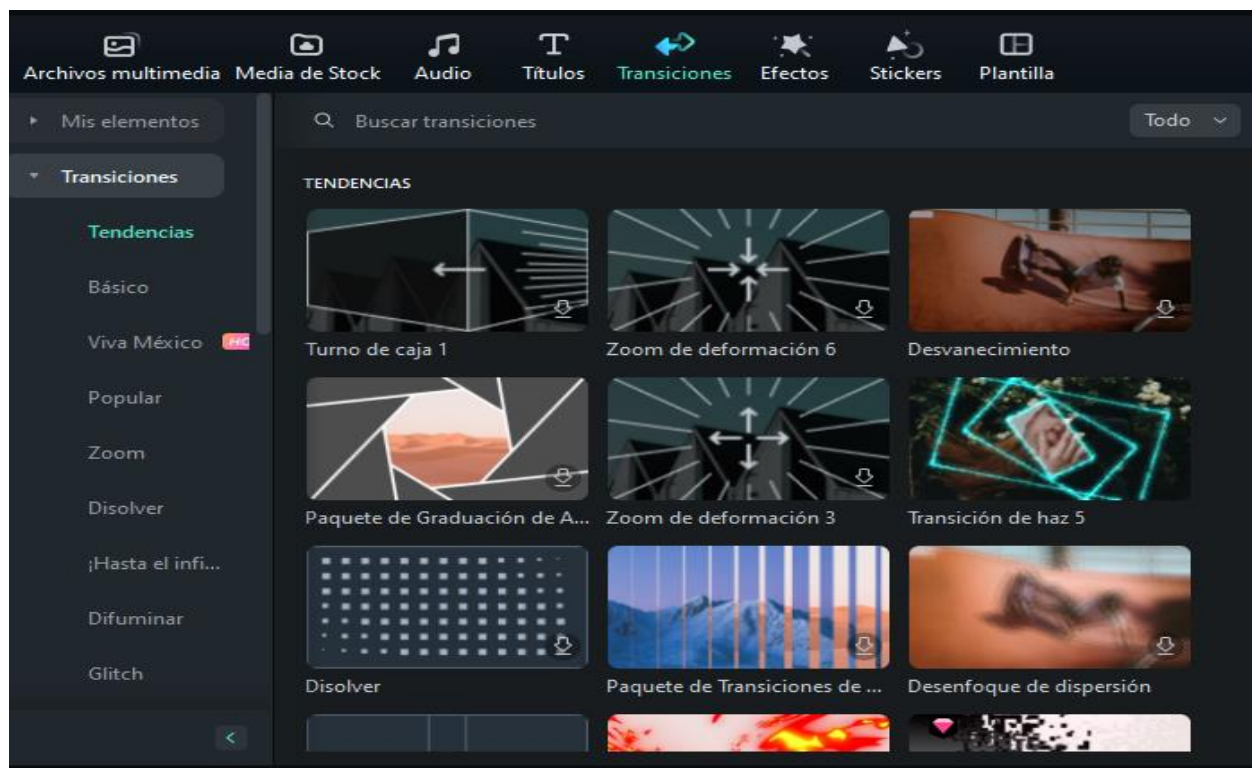 Archivos multimedia Media de Stock Audio Títulos Transiciones Efectos Stickers Plantilla
Mis elementos
Transiciones
Tendencias
Básico
Viva México
Popular
Zoom
Disolver
¡Hasta el infi...
Difuminar
Glitch
Buscar transiciones Todo
TENDENCIAS
Turno de caja 1 Zoom de deformación 6 Desvanecimiento
Paquete de Graduación de A... Zoom de deformación 3 Transición de haz 5
Disolver Paquete de Transiciones de ... Desenfoque de dispersión